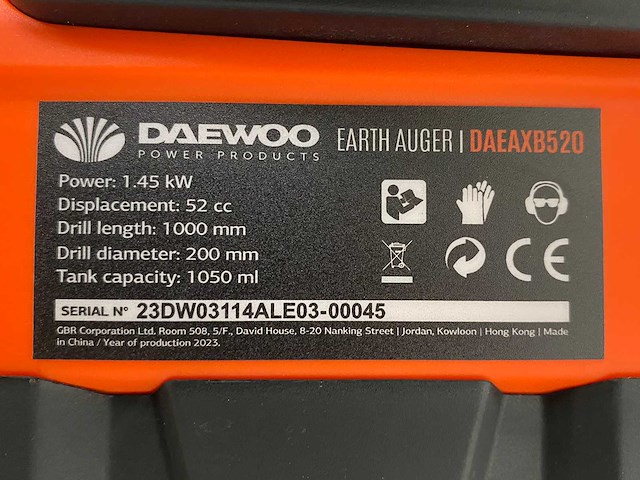 DAEWOO
POWER PRODUCTS
EARTH AUGER | DAEAXB520
Power: 1.45 kW
Displacement: 52 cc
Drill length: 1000 mm
Drill diameter: 200 mm
Tank capacity: 1050 ml
CE
SERIAL N° 23DW03114ALE03-00045
GBR Corporation Ltd, Room 508, 5/F., David House, 8-20 Nanking Street | Jordan, Kowloon | Hong Kong | Made
in China / Year of production 2023.